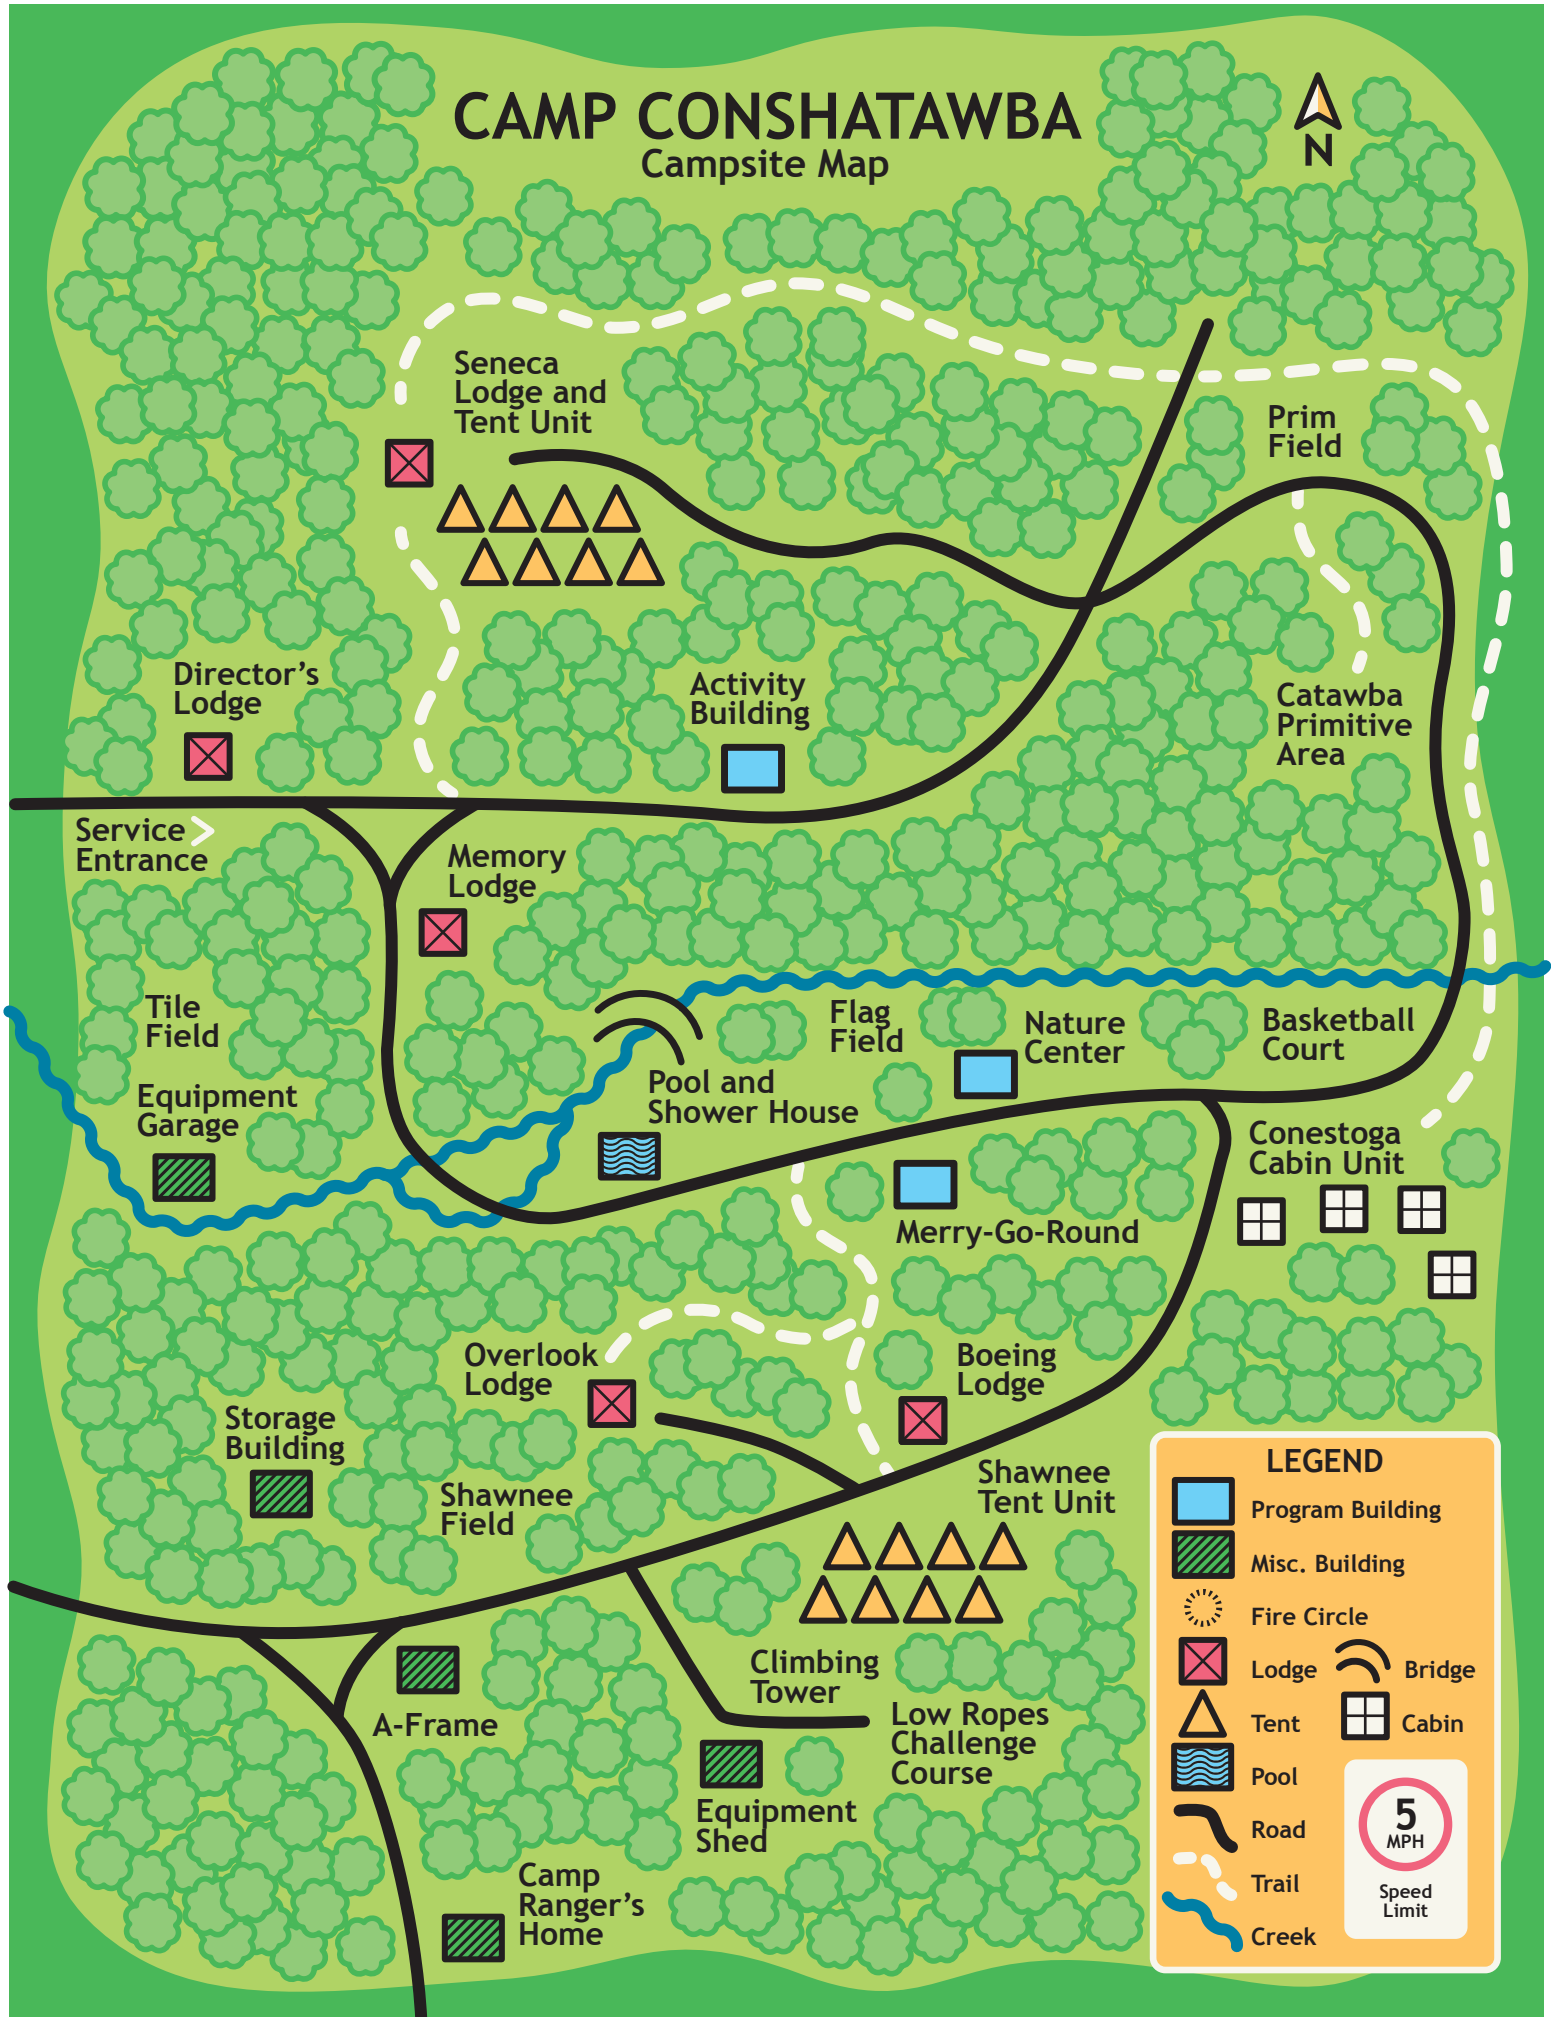 CAMP CONSHATAWBA
Campsite Map
N
Seneca
Lodge and
Tent Unit
Prim
Field
Director’s
Lodge
Activity
Building
Catawba
Primitive
Area
Service
Entrance
Memory
Lodge
Tile
Field
Flag
Field
Nature
Center
Basketball
Court
Equipment
Garage
Pool and
Shower House
Conestoga
Cabin Unit
Merry-Go-Round
Overlook
Lodge
Boeing
Lodge
Storage
Building
Shawnee
Field
Shawnee
Tent Unit
Climbing
Tower
A-Frame
Low Ropes
Challenge
Course
Equipment
Shed
Camp
Ranger’s
Home
LEGEND
Program Building
Misc. Building
Fire Circle
Lodge
Bridge
Tent
Cabin
Pool
Road
Trail
Creek
5
MPH
Speed
Limit